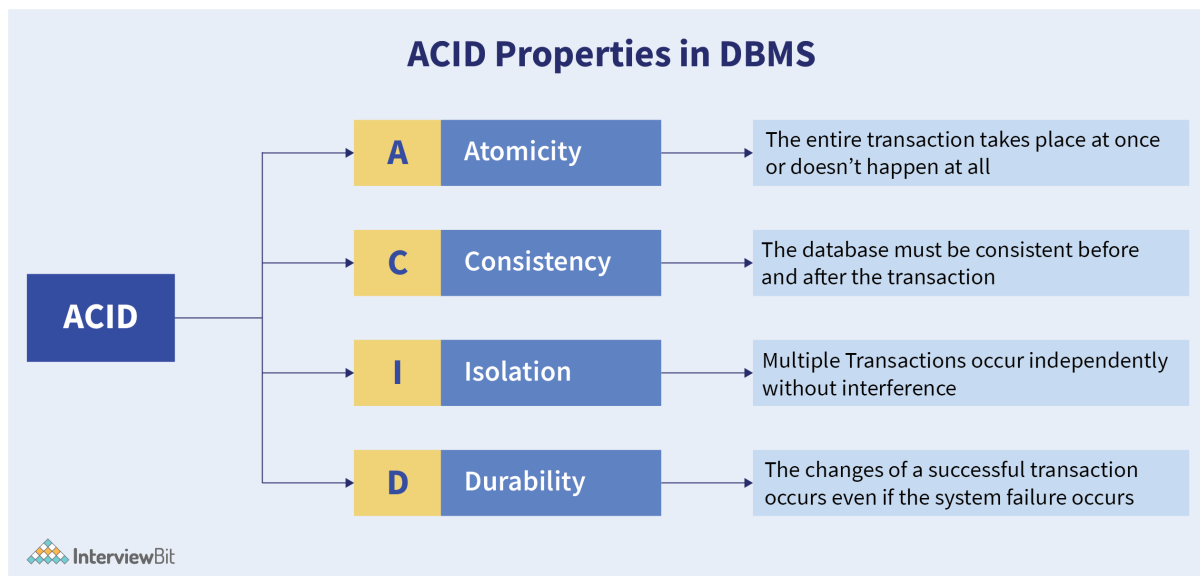 ACID Properties in DBMS
ACID
A
Atomicity
The entire transaction takes place at once
or doesn’t happen at all
C
Consistency
The database must be consistent before
and after the transaction
I
Isolation
Multiple Transactions occur independently
without interference
D
Durability
The changes of a successful transaction
occurs even if the system failure occurs
InterviewBit